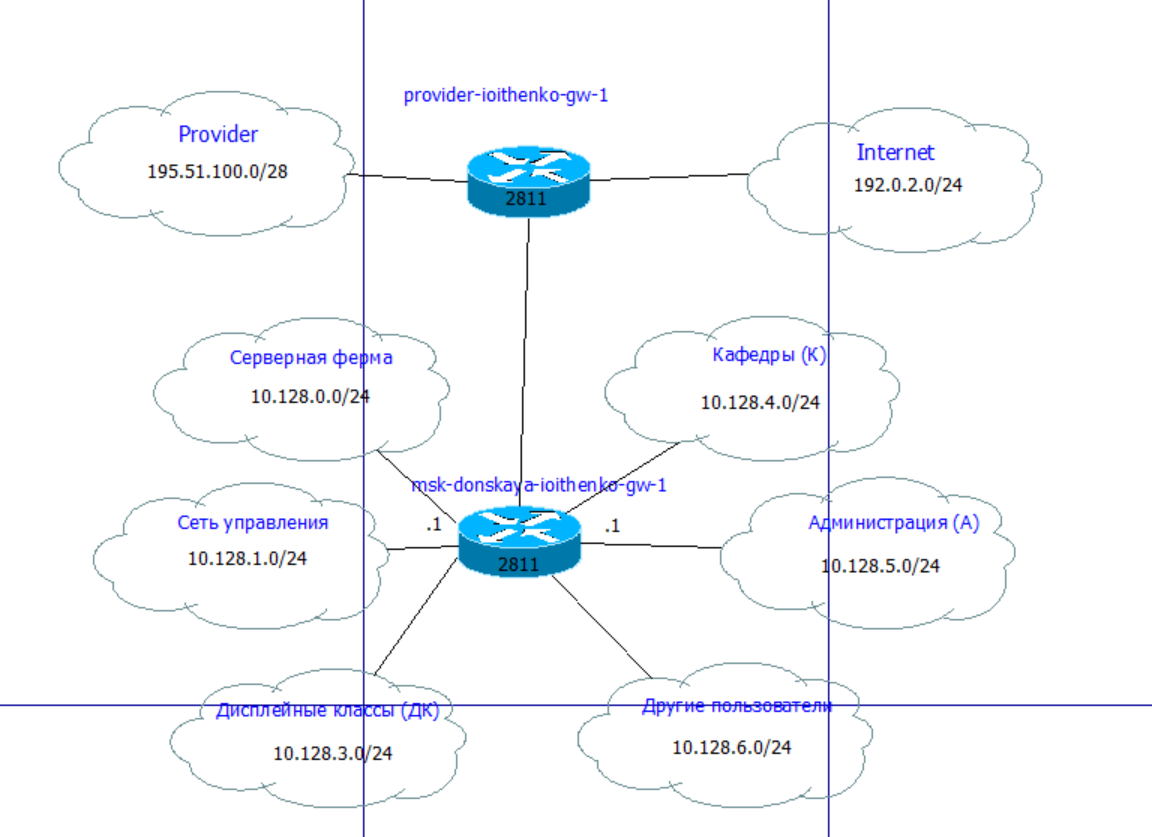 provider-ioithenko-gw-1
Provider
195.51.100.0/28
2811
Internet
192.0.2.0/24
Серверная ферма
10.128.0.0/24
Кафедры (К)
10.128.4.0/24
msk-donskaya-ioithenko-gw-1
Сеть управления
10.128.1.0/24
.1
2811
.1
Администрация (А)
10.128.5.0/24
Дисплейные классы (ДК)
10.128.3.0/24
Другие пользователи
10.128.6.0/24